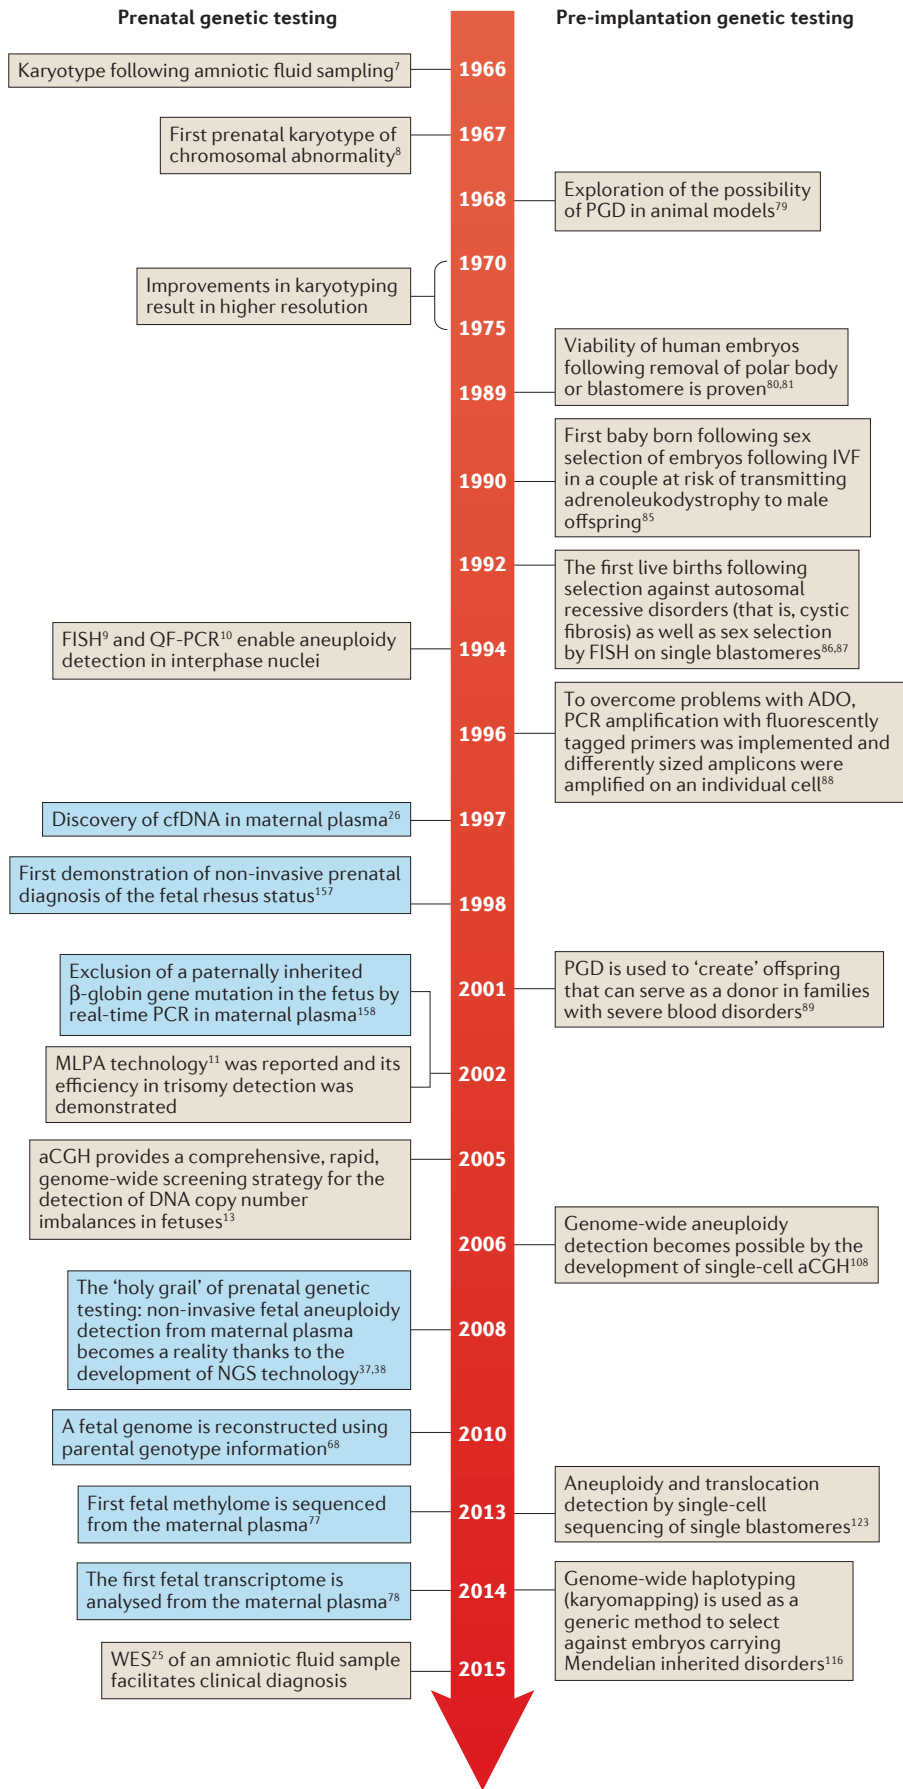 Prenatal genetic testing
Pre-implantation genetic testing
Karyotype following amniotic fluid sampling7
1966
First prenatal karyotype of
chromosomal abnormality8
1967
1968
Exploration of the possibility
of PGD in animal models79
1970
Improvements in karyotyping
result in higher resolution
1975
Viability of human embryos
following removal of polar body
or blastomere is proven80,81
1989
First baby born following sex
selection of embryos following IVF
in a couple at risk of transmitting
adrenoleukodystrophy to male
offspring85
1990
1992
The first live births following
selection against autosomal
recessive disorders (that is, cystic
fibrosis) as well as sex selection
by FISH on single blastomeres86,87
FISH9 and QF-PCR10 enable aneuploidy
detection in interphase nuclei
1994
To overcome problems with ADO,
PCR amplification with fluorescently
tagged primers was implemented and
differently sized amplicons were
amplified on an individual cell88
1996
Discovery of cfDNA in maternal plasma26
1997
First demonstration of non-invasive prenatal
diagnosis of the fetal rhesus status157
1998
Exclusion of a paternally inherited
β-globin gene mutation in the fetus by
real-time PCR in maternal plasma158
2001
PGD is used to ‘create’ offspring
that can serve as a donor in families
with severe blood disorders89
MLPA technology11 was reported and its
efficiency in trisomy detection was
demonstrated
2002
aCGH provides a comprehensive, rapid,
genome-wide screening strategy for the
detection of DNA copy number
imbalances in fetuses13
2005
2006
Genome-wide aneuploidy
detection becomes possible by the
development of single-cell aCGH108
The ‘holy grail’ of prenatal genetic
testing: non-invasive fetal aneuploidy
detection from maternal plasma
becomes a reality thanks to the
development of NGS technology37,38
2008
A fetal genome is reconstructed using
parental genotype information68
2010
First fetal methylome is sequenced
from the maternal plasma77
2013
Aneuploidy and translocation
detection by single-cell
sequencing of single blastomeres123
The first fetal transcriptome is
analysed from the maternal plasma78
2014
Genome-wide haplotyping
(karyomapping) is used as a
generic method to select
against embryos carrying
Mendelian inherited disorders116
WES25 of an amniotic fluid sample
facilitates clinical diagnosis
2015